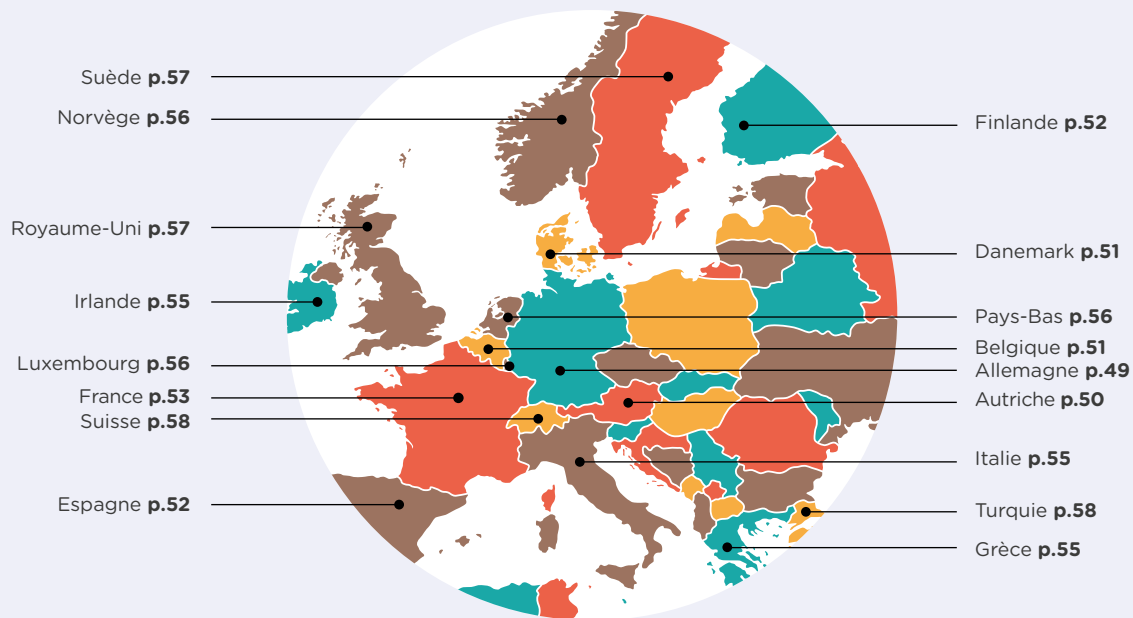 Suède p.57
Norvège p.56
Royaume-Uni p.57
Irlande p.55
Luxembourg p.56
France p.53
Suisse p.58
Espagne p.52
Finlande p.52
Danemark p.51
Pays-Bas p.56
Belgique p.51
Allemagne p.49
Autriche p.50
Italie p.55
Turquie p.58
Grèce p.55